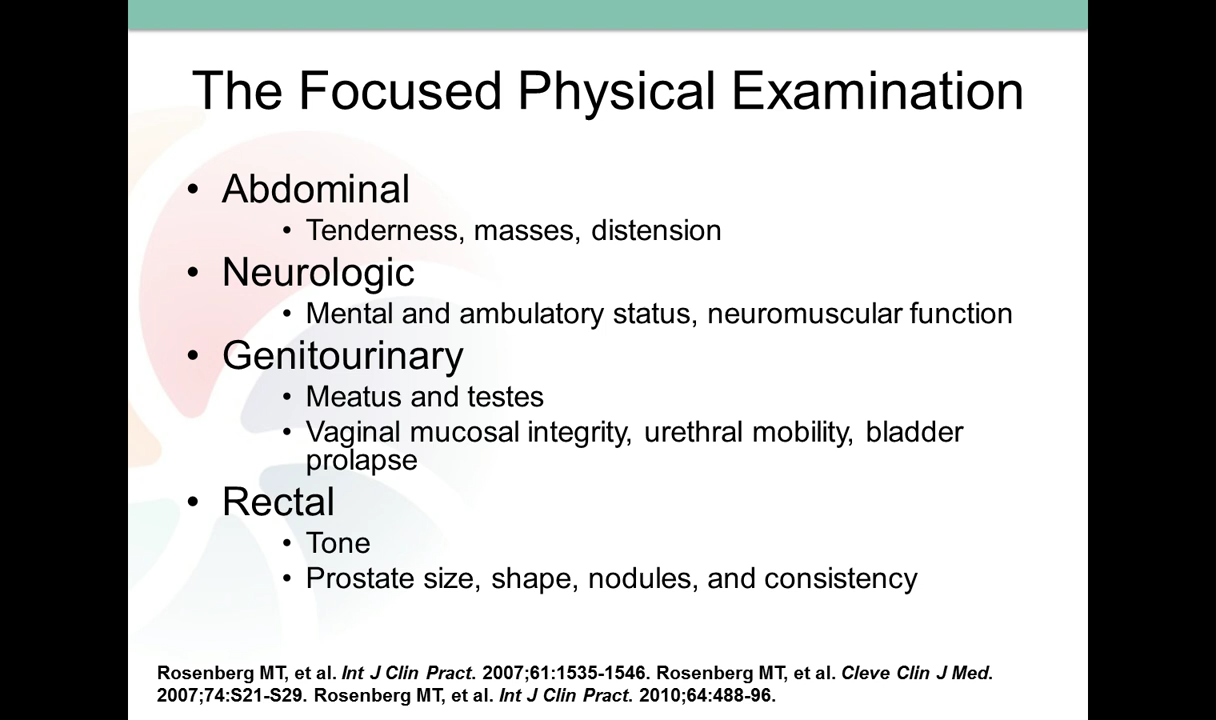 The Focused Physical Examination
• Abdominal
• Tenderness, masses, distension
• Neurologic
• Mental and ambulatory status, neuromuscular function
• Genitourinary
• Meatus and testes
• Vaginal mucosal integrity, urethral mobility, bladder
prolapse
• Rectal
• Tone
• Prostate size, shape, nodules, and consistency
Rosenberg MT, et al. Int J Clin Pract. 2007;61:1535-1546. Rosenberg MT, et al. Cleve Clin J Med.
2007;74:S21-S29. Rosenberg MT, et al. Int J Clin Pract. 2010;64:488-96.